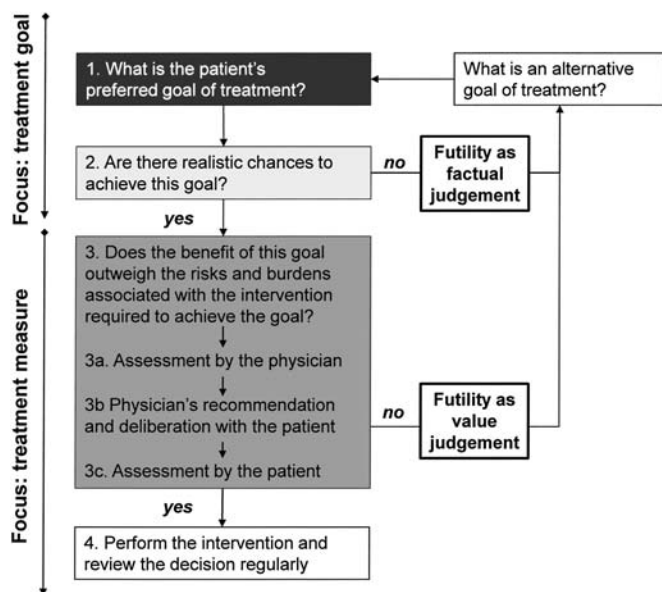 Focus: treatment goal
1. What is the patient's
preferred goal of treatment?
What is an alternative
goal of treatment?
2. Are there realistic chances to
achieve this goal?
no
Futility as
factual
judgement
yes
Focus: treatment measure
3. Does the benefit of this goal
outweigh the risks and burdens
associated with the intervention
required to achieve the goal?
3a. Assessment by the physician
3b Physician's recommendation
and deliberation with the patient
3c. Assessment by the patient
no
Futility as
value
judgement
yes
4. Perform the intervention and
review the decision regularly